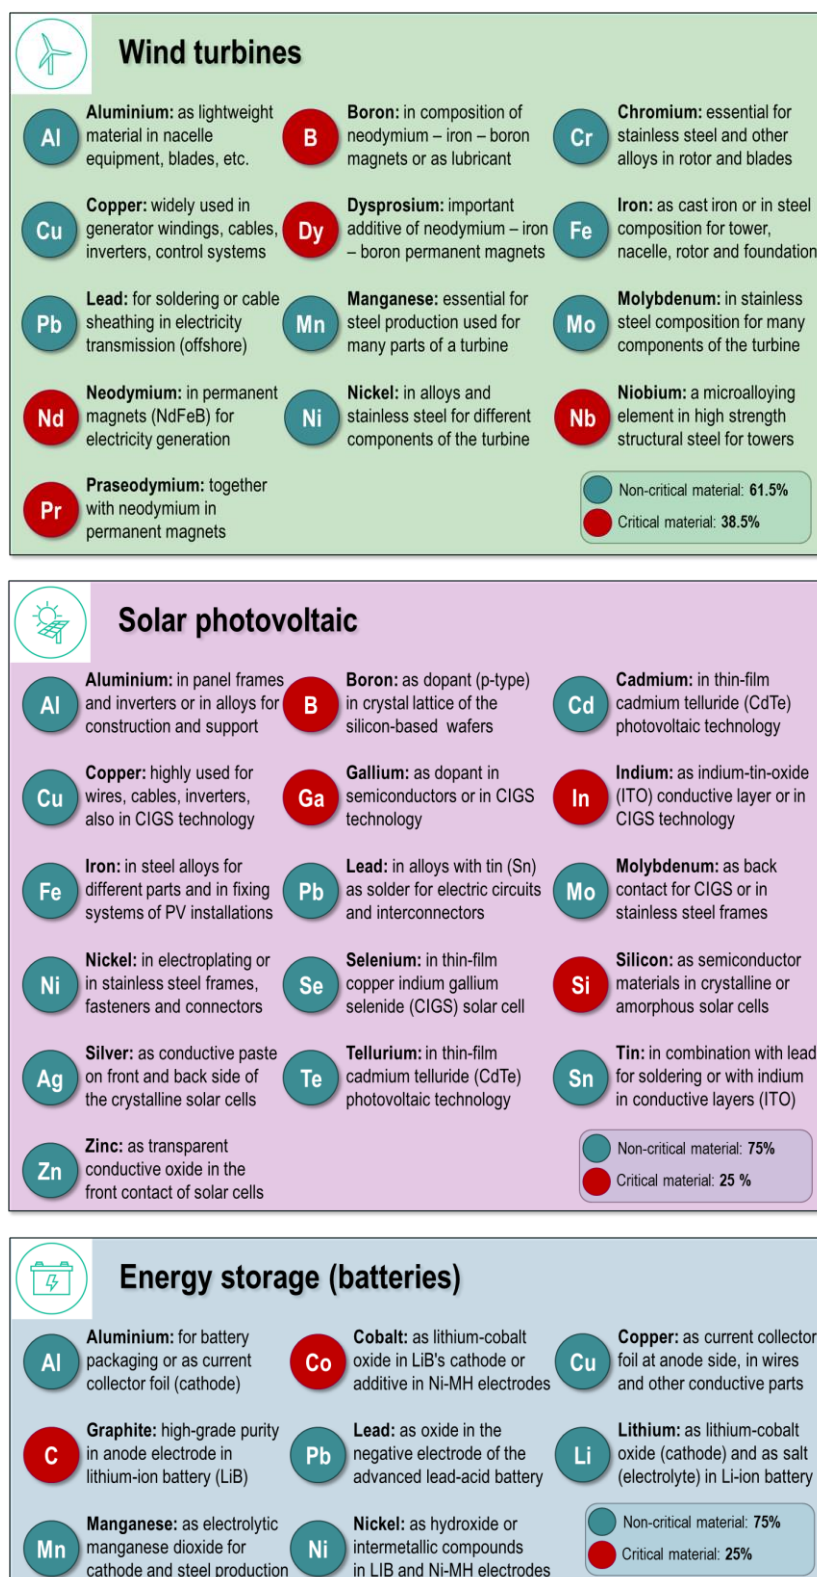 Wind turbines
Al
Aluminium: as lightweight
material in nacelle
equipment, blades, etc.
B
Boron: in composition of
neodymium – iron – boron
magnets or as lubricant
Cr
Chromium: essential for
stainless steel and other
alloys in rotor and blades
Cu
Copper: widely used in
generator windings, cables,
inverters, control systems
Dy
Dysprosium: important
additive of neodymium – iron
– boron permanent magnets
Fe
Iron: as cast iron or in steel
composition for tower,
nacelle, rotor and foundation
Pb
Lead: for soldering or cable
sheathing in electricity
transmission (offshore)
Mn
Manganese: essential for
steel production used for
many parts of a turbine
Mo
Molybdenum: in stainless
steel composition for many
components of the turbine
Nd
Neodymium: in permanent
magnets (NdFeB) for
electricity generation
Ni
Nickel: in alloys and
stainless steel for different
components of the turbine
Nb
Niobium: a microalloying
element in high strength
structural steel for towers
Pr
Praseodymium: together
with neodymium in
permanent magnets
Non-critical material: 61.5%
Critical material: 38.5%
Solar photovoltaic
Al
Aluminium: in panel frames
and inverters or in alloys for
construction and support
B
Boron: as dopant (p-type)
in crystal lattice of the
silicon-based wafers
Cd
Cadmium: in thin-film
cadmium telluride (CdTe)
photovoltaic technology
Cu
Copper: highly used for
wires, cables, inverters,
also in CIGS technology
Ga
Gallium: as dopant in
semiconductors or in CIGS
technology
In
Indium: as indium-tin-oxide
(ITO) conductive layer or in
CIGS technology
Fe
Iron: in steel alloys for
different parts and in fixing
systems of PV installations
Pb
Lead: in alloys with tin (Sn)
as solder for electric circuits
and interconnectors
Mo
Molybdenum: as back
contact for CIGS or in
stainless steel frames
Ni
Nickel: in electroplating or
in stainless steel frames,
fasteners and connectors
Se
Selenium: in thin-film
copper indium gallium
selenide (CIGS) solar cell
Si
Silicon: as semiconductor
materials in crystalline or
amorphous solar cells
Ag
Silver: as conductive paste
on front and back side of
the crystalline solar cells
Te
Tellurium: in thin-film
cadmium telluride (CdTe)
photovoltaic technology
Sn
Tin: in combination with lead
for soldering or with indium
in conductive layers (ITO)
Zn
Zinc: as transparent
conductive oxide in the
front contact of solar cells
Non-critical material: 75%
Critical material: 25 %
Energy storage (batteries)
Al
Aluminium: for battery
packaging or as current
collector foil (cathode)
Co
Cobalt: as lithium-cobalt
oxide in LiB's cathode or
additive in Ni-MH electrodes
Cu
Copper: as current collector
foil at anode side, in wires
and other conductive parts
C
Graphite: high-grade purity
in anode electrode in
lithium-ion battery (LiB)
Pb
Lead: as oxide in the
negative electrode of the
advanced lead-acid battery
Li
Lithium: as lithium-cobalt
oxide (cathode) and as salt
(electrolyte) in Li-ion battery
Mn
Manganese: as electrolytic
manganese dioxide for
cathode and steel production
Ni
Nickel: as hydroxide or
intermetallic compounds
in LIB and Ni-MH electrodes
Non-critical material: 75%
Critical material: 25%